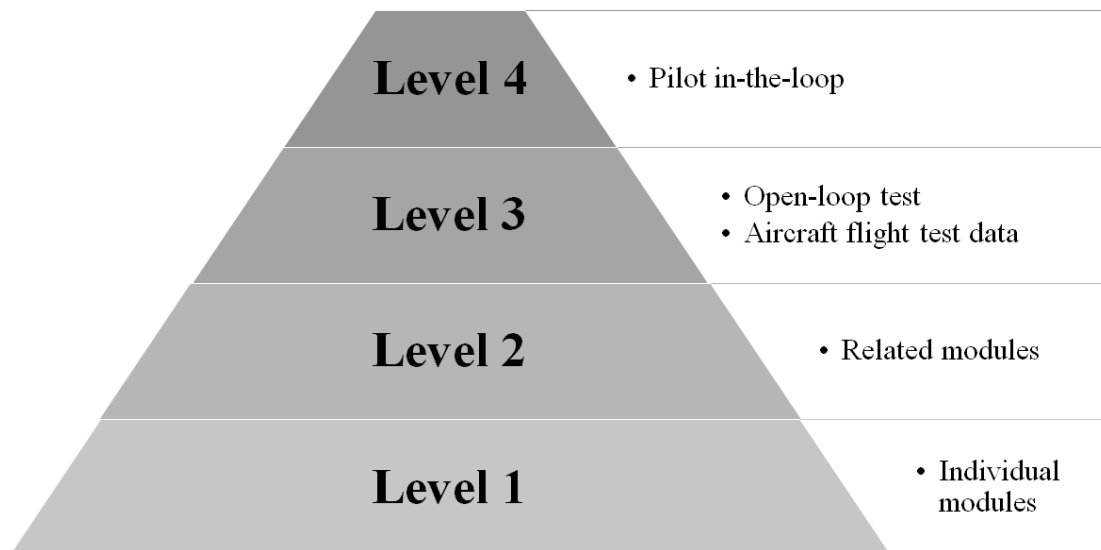 Level 4
• Pilot in-the-loop
Level 3
• Open-loop test
• Aircraft flight test data
Level 2
• Related modules
Level 1
• Individual
modules